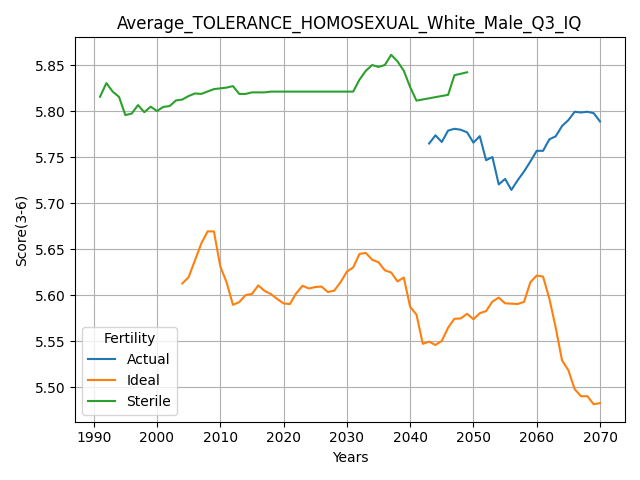 Average_TOLERANCE_HOMOSEXUAL_White_Male_Q3_IQ
Score(3-6)
5.85
5.80
5.75
5.70
5.65
5.60
5.55
5.50
Fertility
Actual
Ideal
Sterile
1990 2000 2010 2020 2030 2040 2050 2060 2070
Years